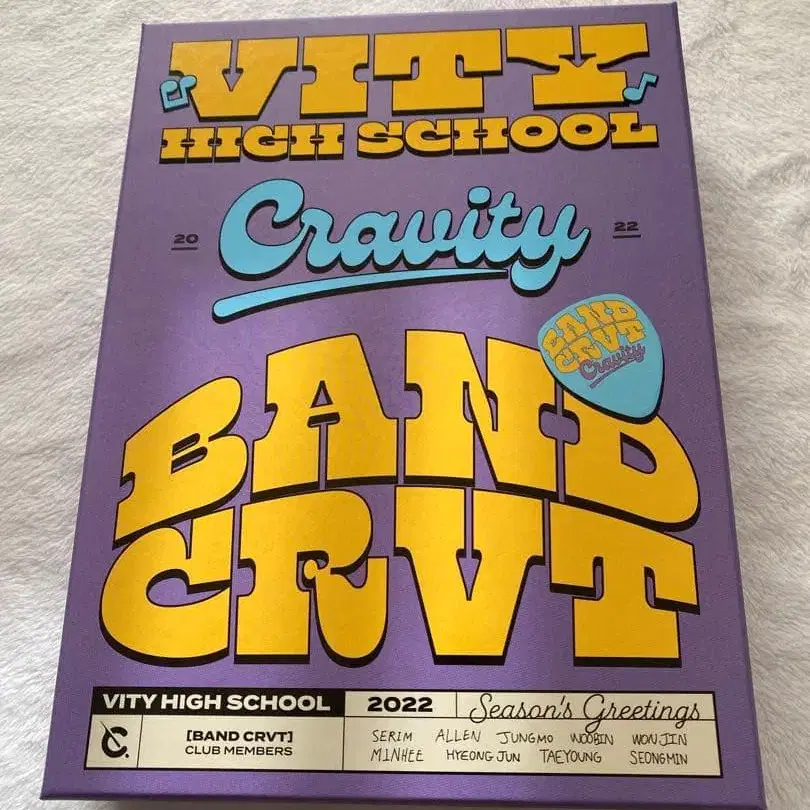 VITY
HIGH SCHOOL
20 Cravity 22
BAND
CRVT
BAND
CRVT
Cravity
VITY HIGH SCHOOL 2022 Season's Greetings
[BAND CRVT]
CLUB MEMBERS
SERIM ALLEN JUNGMO WOOBIN WONJIN
MINHEE HYEONGJUN TAEYOUNG SEONGMIN